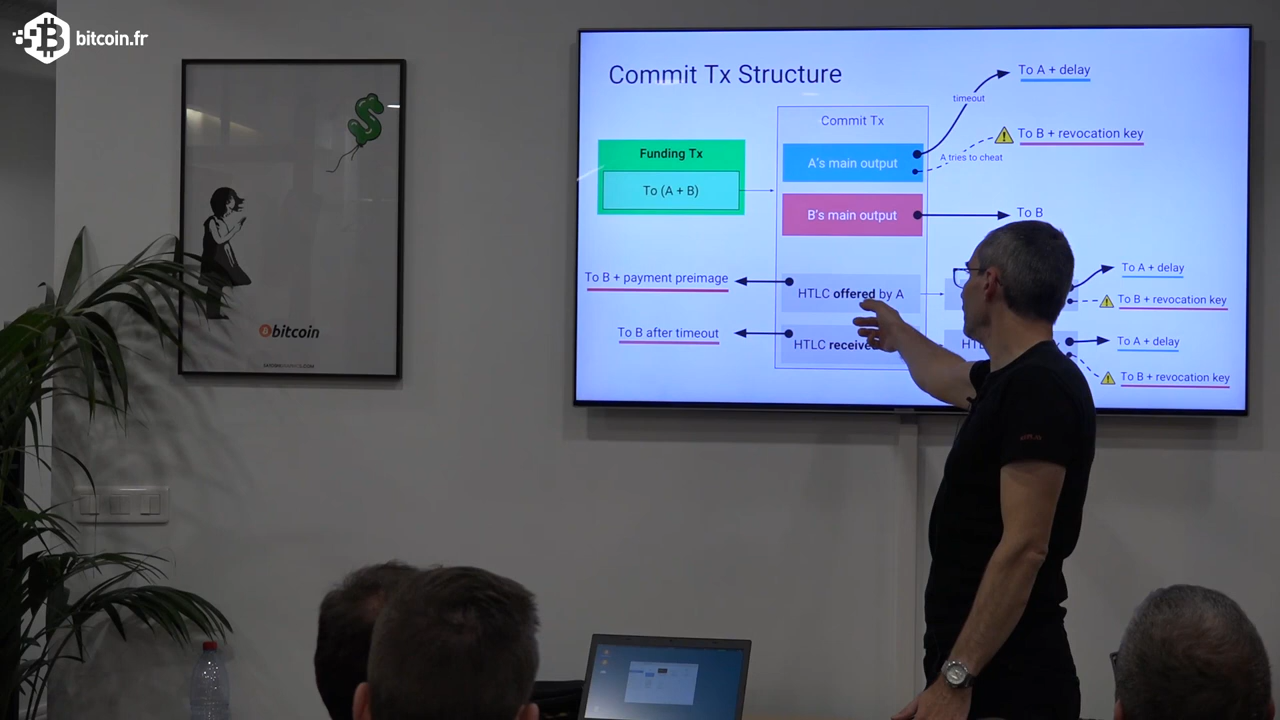 bitcoin.fr
Commit Tx Structure
Funding Tx
To (A + B)
Commit Tx
A's main output
B's main output
HTLC offered by A
HTLC received
timeout
To A + delay
To B + revocation key
A tries to cheat
To B
To B + payment preimage
To B after timeout
To A + delay
To B + revocation key
To A + delay
To B + revocation key
bitcoin